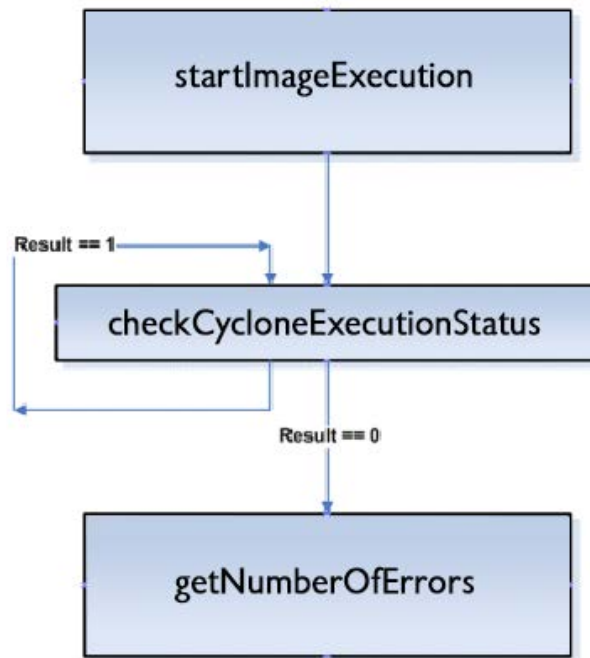 startImageExecution
Result == 1
checkCycloneExecutionStatus
Result == 0
getNumberOfErrors